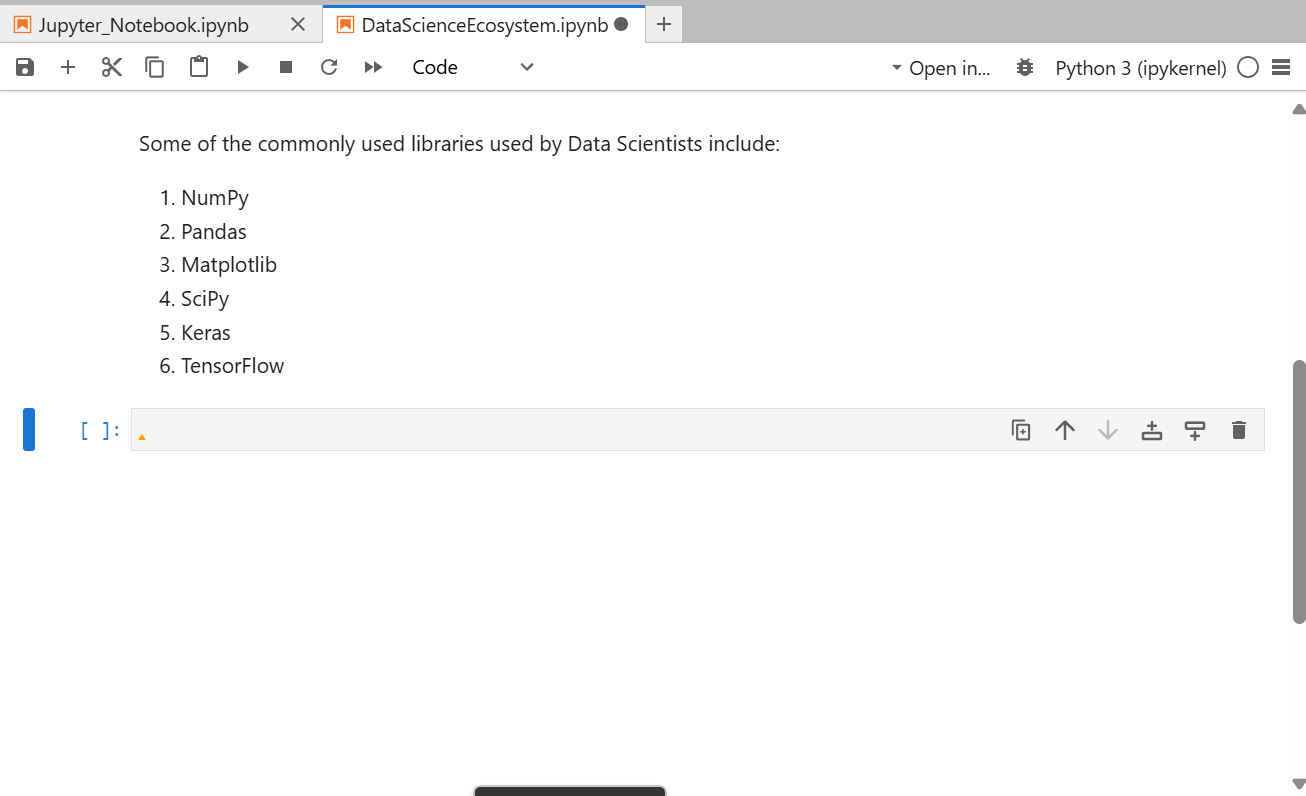 Jupyter_Notebook.ipynb DataScienceEcosystem.ipynb
Code Open in... Python 3 (ipykernel)
Some of the commonly used libraries used by Data Scientists include:
1. NumPy
2. Pandas
3. Matplotlib
4. SciPy
5. Keras
6. TensorFlow
[ ]: